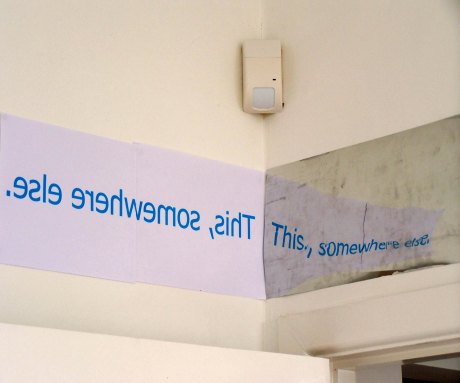 This, somewhere else.
This., somewhere else.